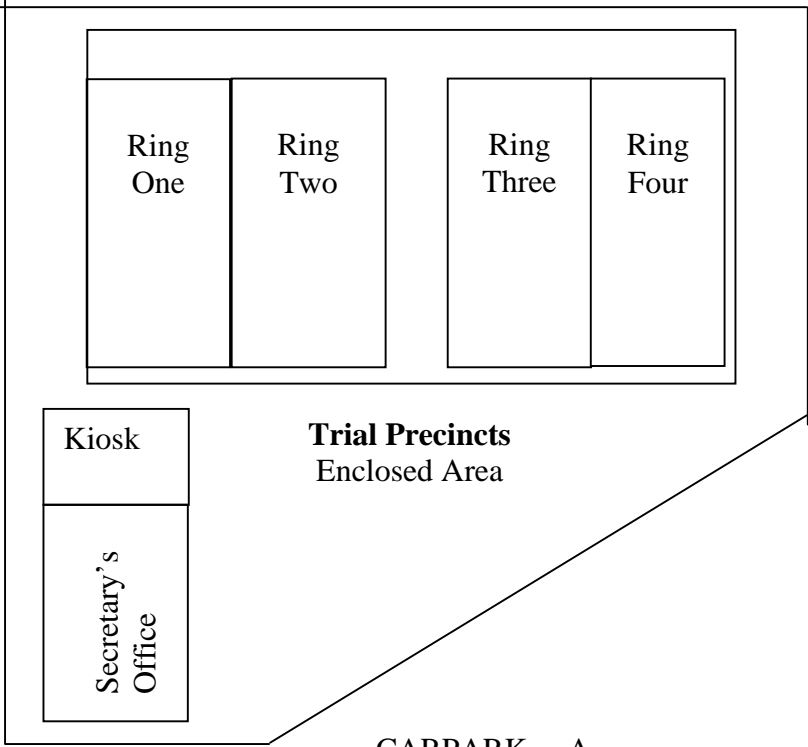 Ring
One
Ring
Two
Ring
Three
Ring
Four
Kiosk
Trial Precincts
Enclosed Area
Secretary's
Office
CARPARK A